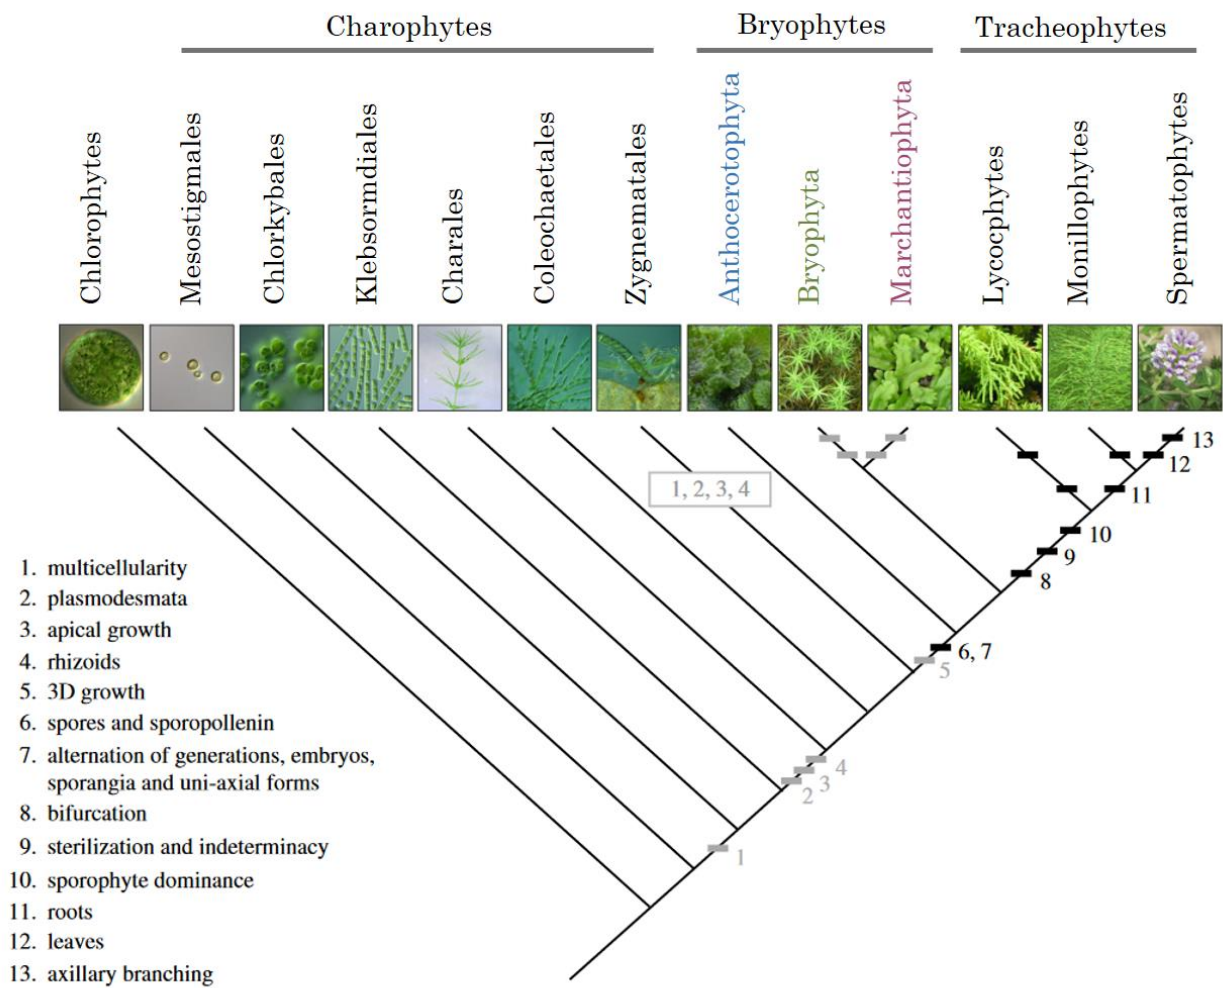 Charophytes
Bryophytes
Tracheophytes
Chlorophytes
Mesostigmales
Chlorkybales
Klebsormdiales
Charales
Coleochaetales
Zygnematales
Anthocerotophyta
Bryophyta
Marchantiophyta
Lycocphytes
Monillophytes
Spermatophytes
13
12
1, 2, 3, 4
11
10
9
8
6, 7
5
4
3
2
1
1. multicellularity
2. plasmodesmata
3. apical growth
4. rhizoids
5. 3D growth
6. spores and sporopollenin
7. alternation of generations, embryos,
sporangia and uni-axial forms
8. bifurcation
9. sterilization and indeterminacy
10. sporophyte dominance
11. roots
12. leaves
13. axillary branching